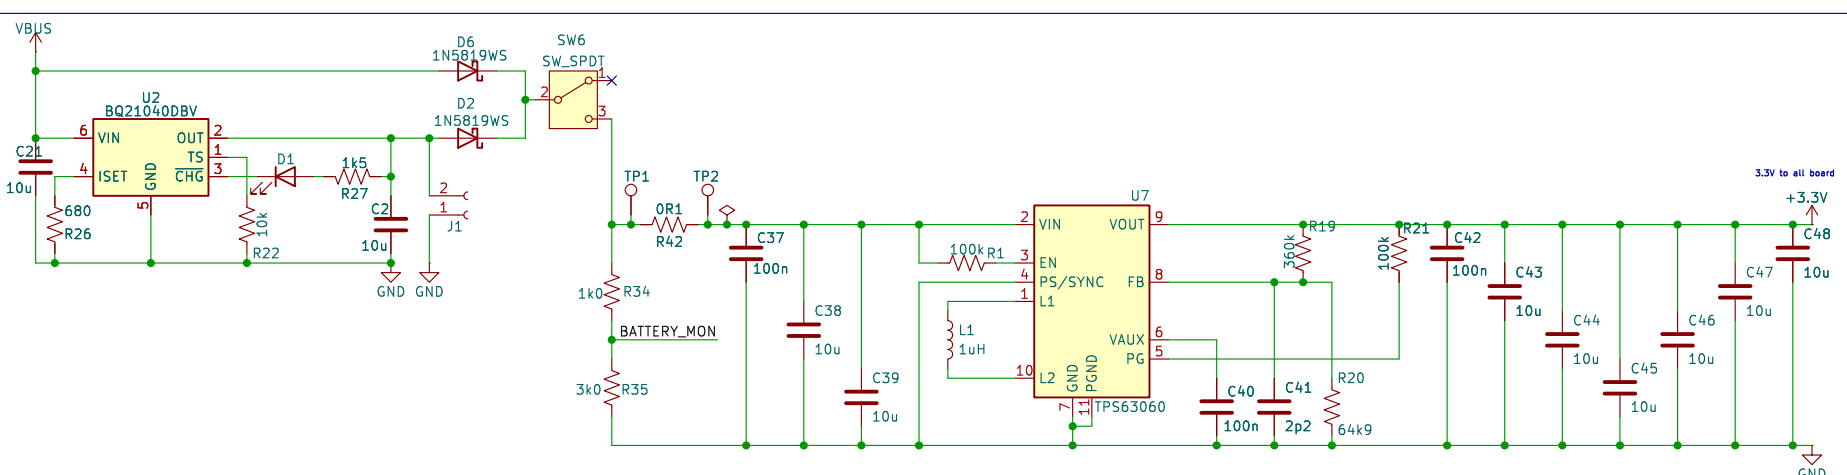 VBUS
D6
1N5819WS
SW6
SW_SPDT
1
2
3
U2
BQ21040DBV
6 VIN OUT 2
TS 1
4 ISET CHG 3
GND
5
C21
10u
680
R26
D1
1k5
R27
10k
R22
C2
10u
GND
D2
1N5819WS
2
1
J1
GND
TP1
TP2
0R1
R42
1k0 R34
BATTERY_MON
3k0 R35
C37
100n
C38
10u
C39
10u
100k R1
L1
1uH
U7
2 VIN VOUT 9
3 EN
4 PS/SYNC FB 8
1 L1
VAUX 6
PG 5
10 L2
GND
PGND
7
11
TPS63060
R19
360k
R21
100k
C40
100n
C41
2p2
R20
64k9
C42
100n
C43
10u
C44
10u
C45
10u
C46
10u
C47
10u
3.3V to all board
+3.3V
C48
10u
GND